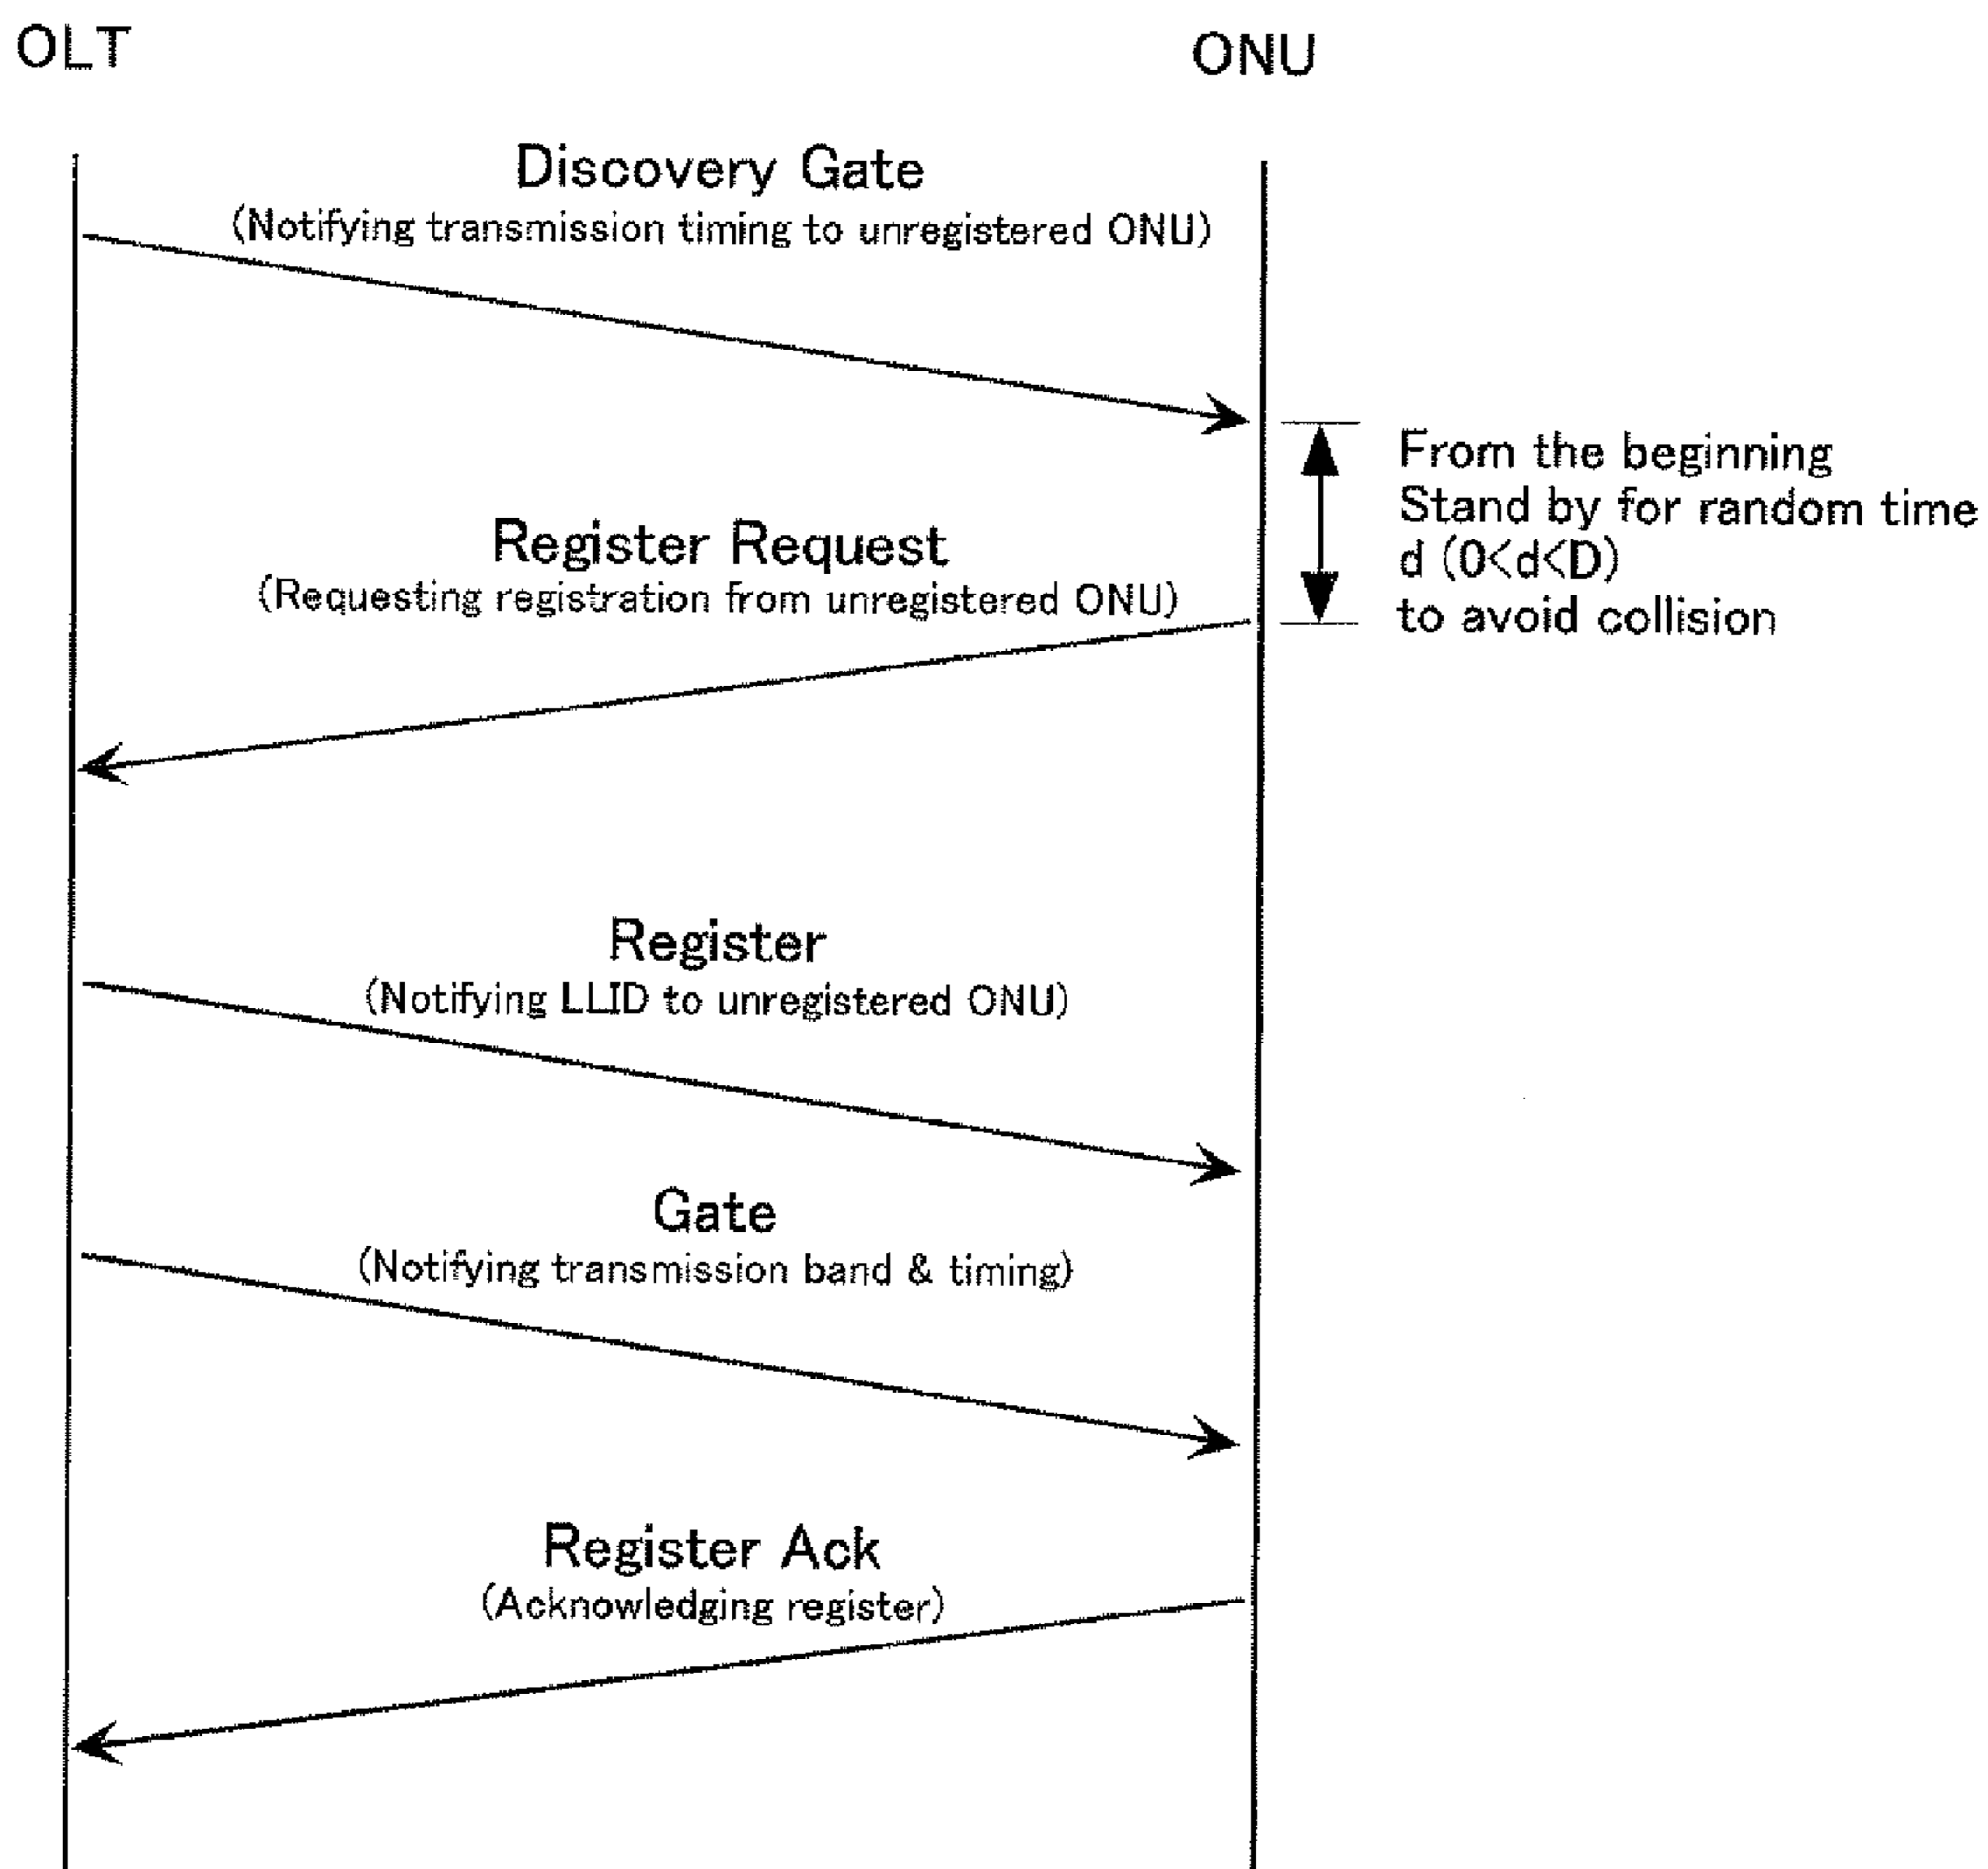 OLT
ONU
Discovery Gate
(Notifying transmission timing to unregistered ONU)
From the beginning
Stand by for random time
d (0<d<D)
to avoid collision
Register Request
(Requesting registration from unregistered ONU)
Register
(Notifying LLID to unregistered ONU)
Gate
(Notifying transmission band & timing)
Register Ack
(Acknowledging register)